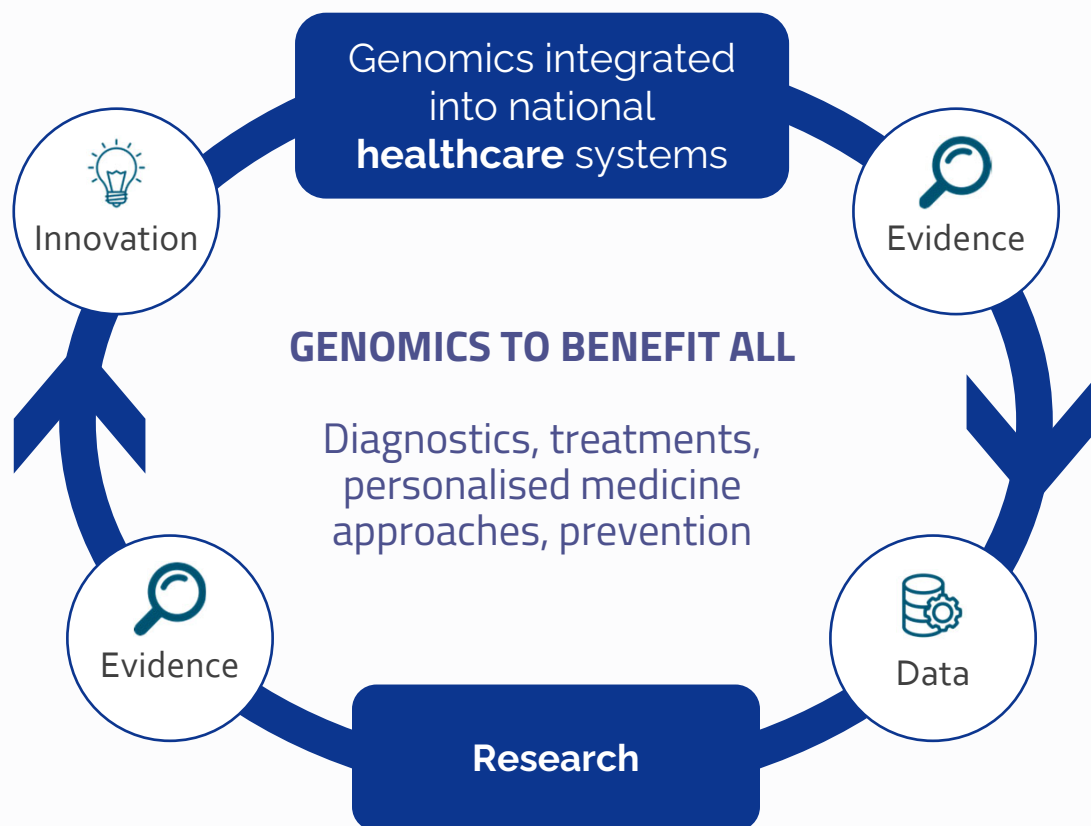 Genomics integrated
into national
healthcare systems
Innovation
Evidence
GENOMICS TO BENEFIT ALL
Diagnostics, treatments,
personalised medicine
approaches, prevention
Evidence
Data
Research